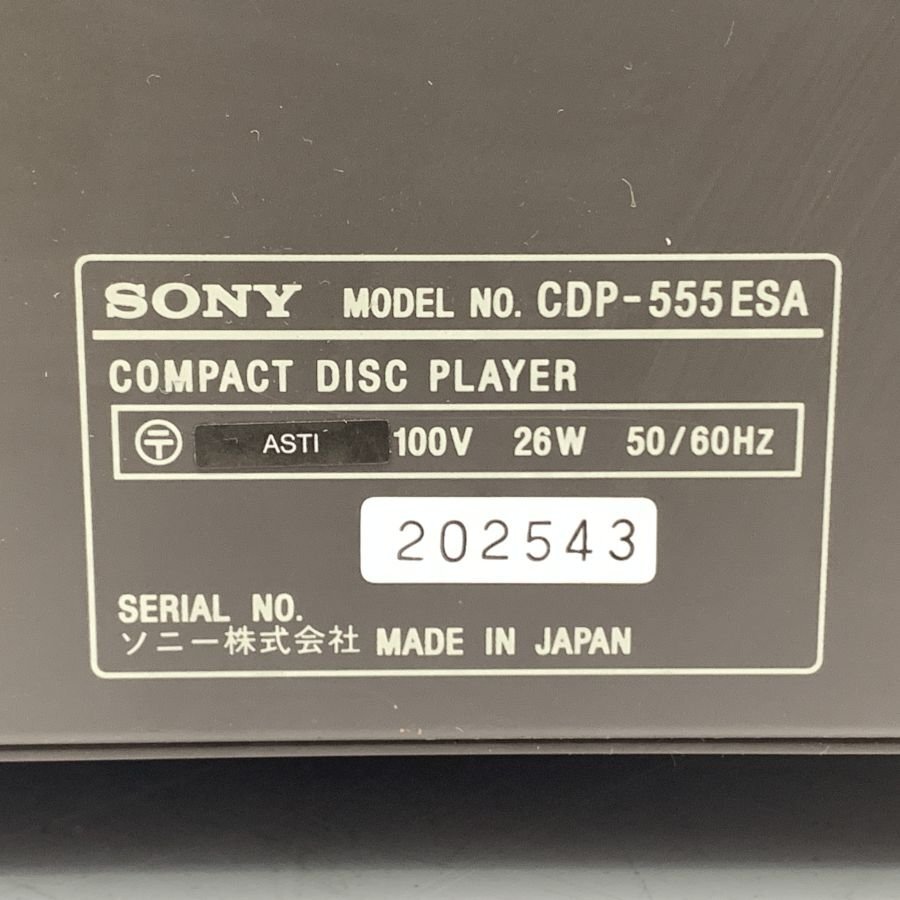 SONY MODEL NO. CDP-555ESA
COMPACT DISC PLAYER
〒 ASTI 100V 26W 50/60Hz
202543
SERIAL NO.
ソニー株式会社 MADE IN JAPAN